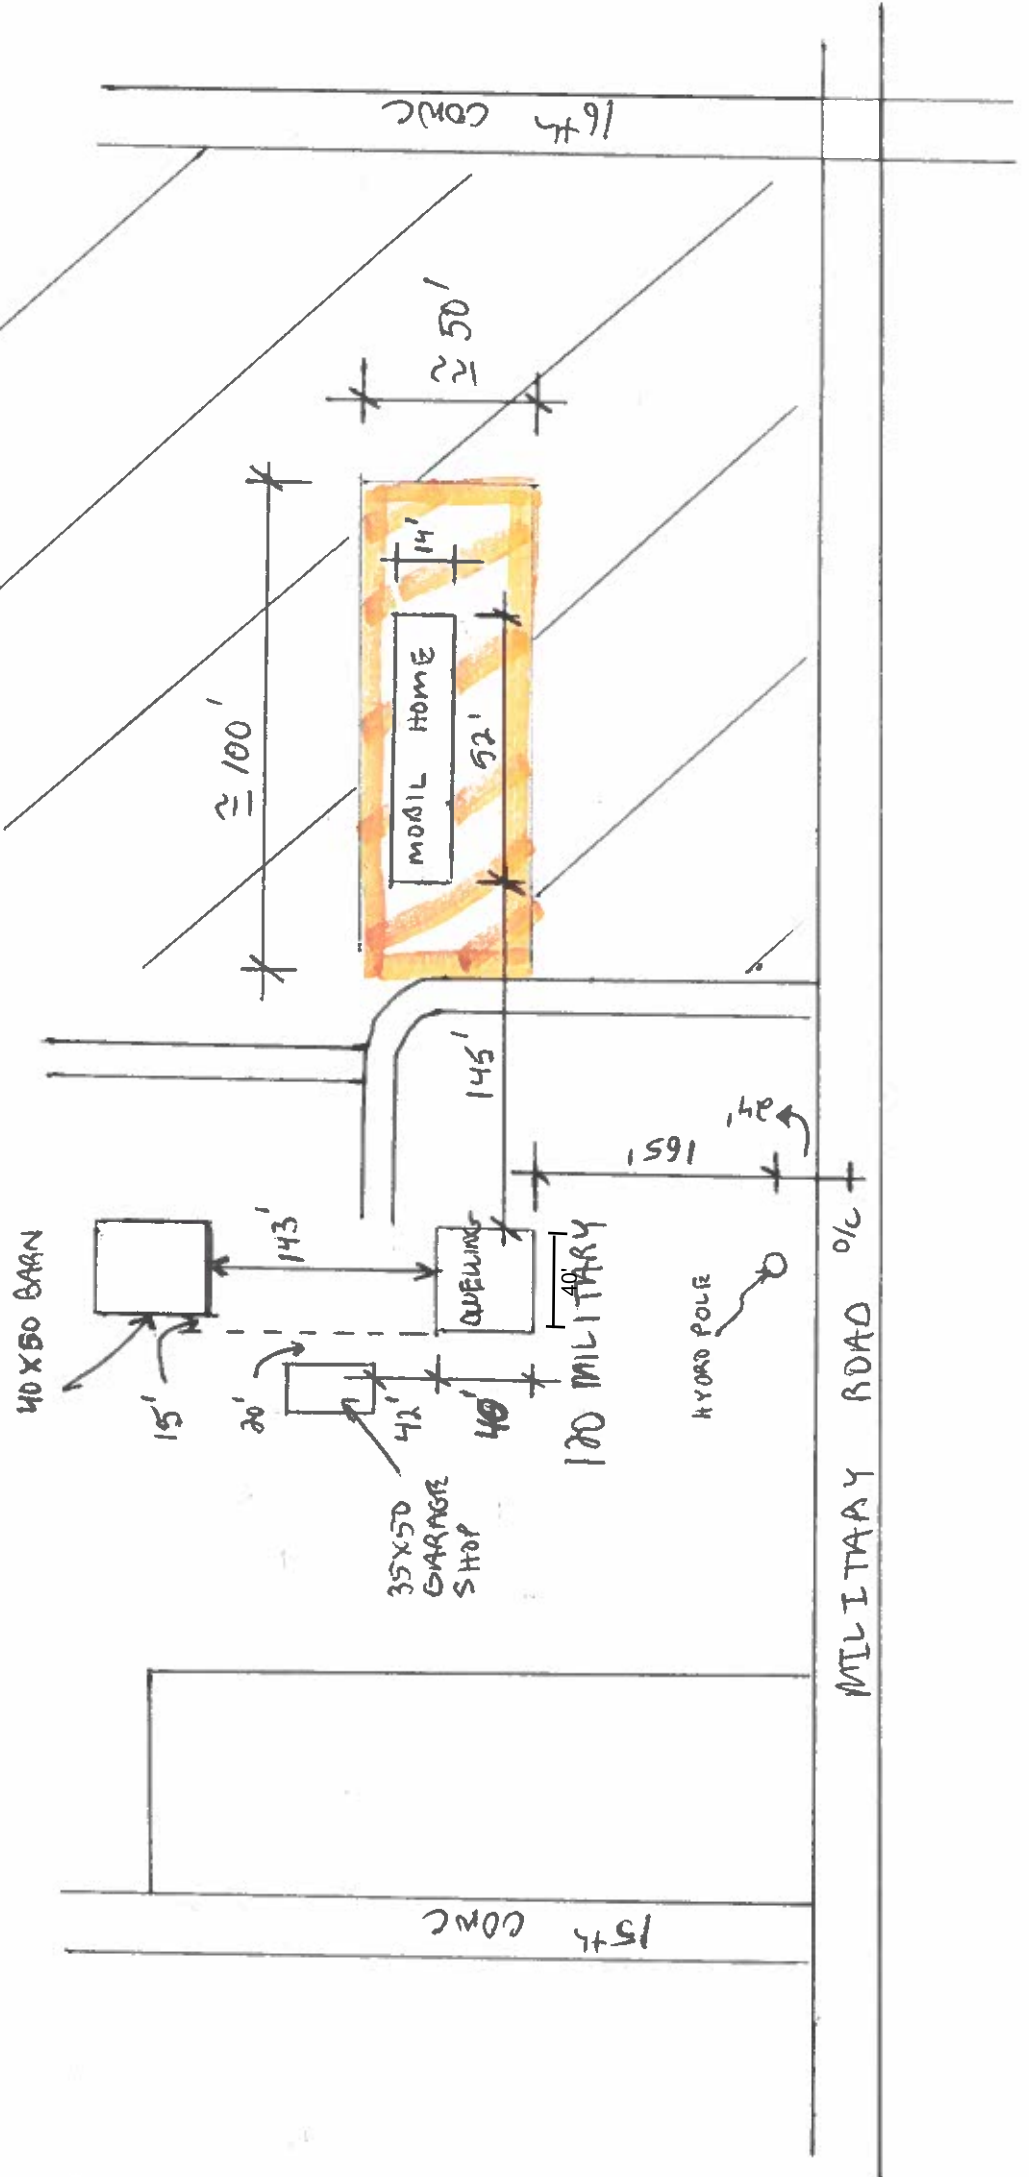 16th CONC
≈ 50'
≈ 100'
14'
MOBIL HOME
52'
145'
24'
165'
40 X 50 BARN
143'
15'
20'
DWELLING
40'
42'
40'
120 MILITARY
35X50
GARAGE
SHOP
HYDRO POLE
MILITARY ROAD O/C
15th CONC